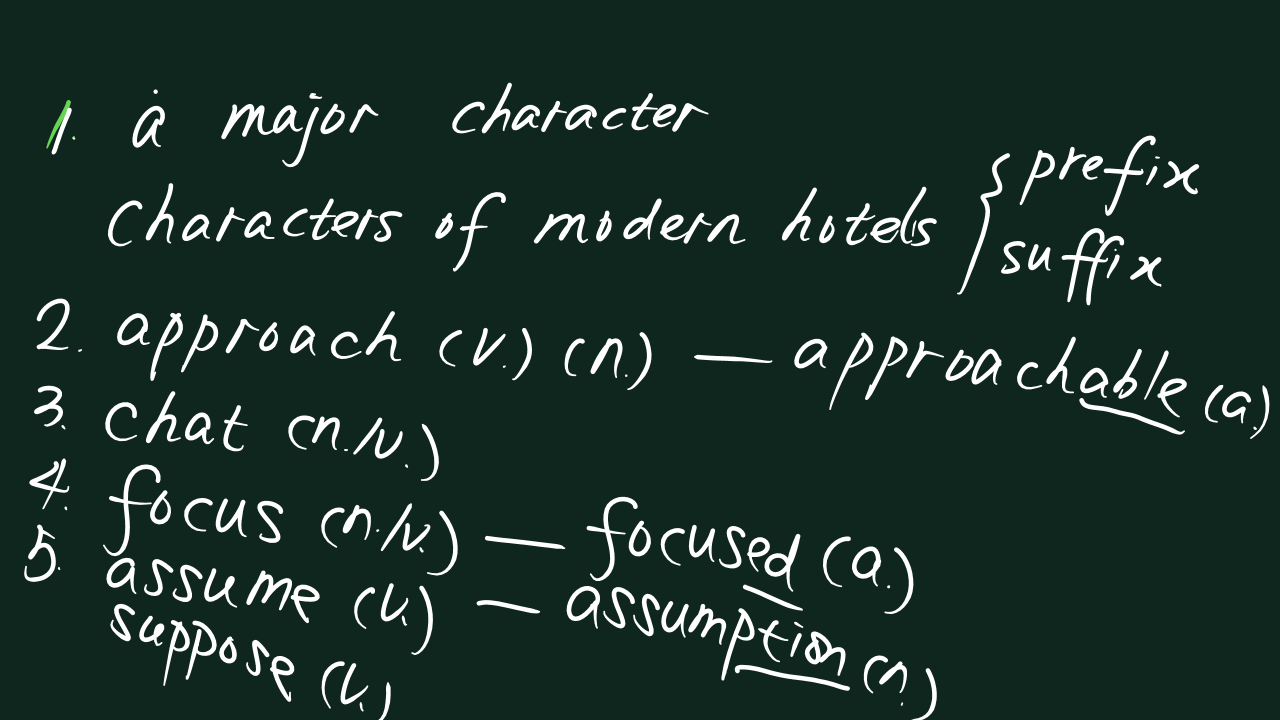 1. a major character
Characters of modern hotels { prefix
suffix
2. approach (v.) (n.) — approachable (a.)
3. chat (n./v.)
4. focus (n./v.) — focused (a.)
5. assume (v.) — assumption (n.)
suppose (v.)